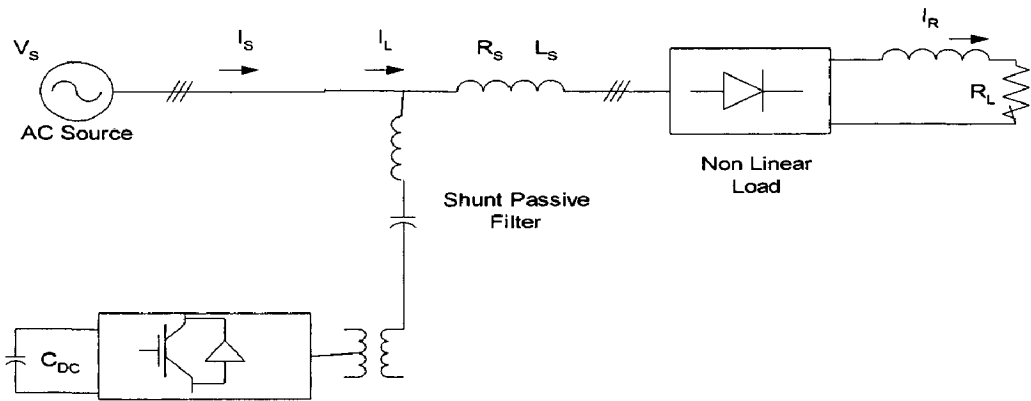 V_S
I_S
I_L
R_S
L_S
I_R
R_L
AC Source
Non Linear
Load
Shunt Passive
Filter
C_DC